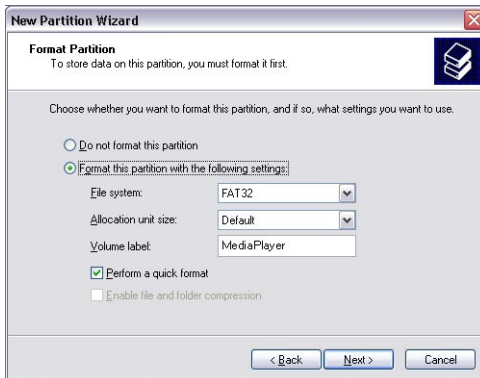 New Partition Wizard
Format Partition
To store data on this partition, you must format it first.
Choose whether you want to format this partition, and if so, what settings you want to use.
Do not format this partition
Format this partition with the following settings:
File system: FAT32
Allocation unit size: Default
Volume label: MediaPlayer
Perform a quick format
Enable file and folder compression
< Back Next > Cancel